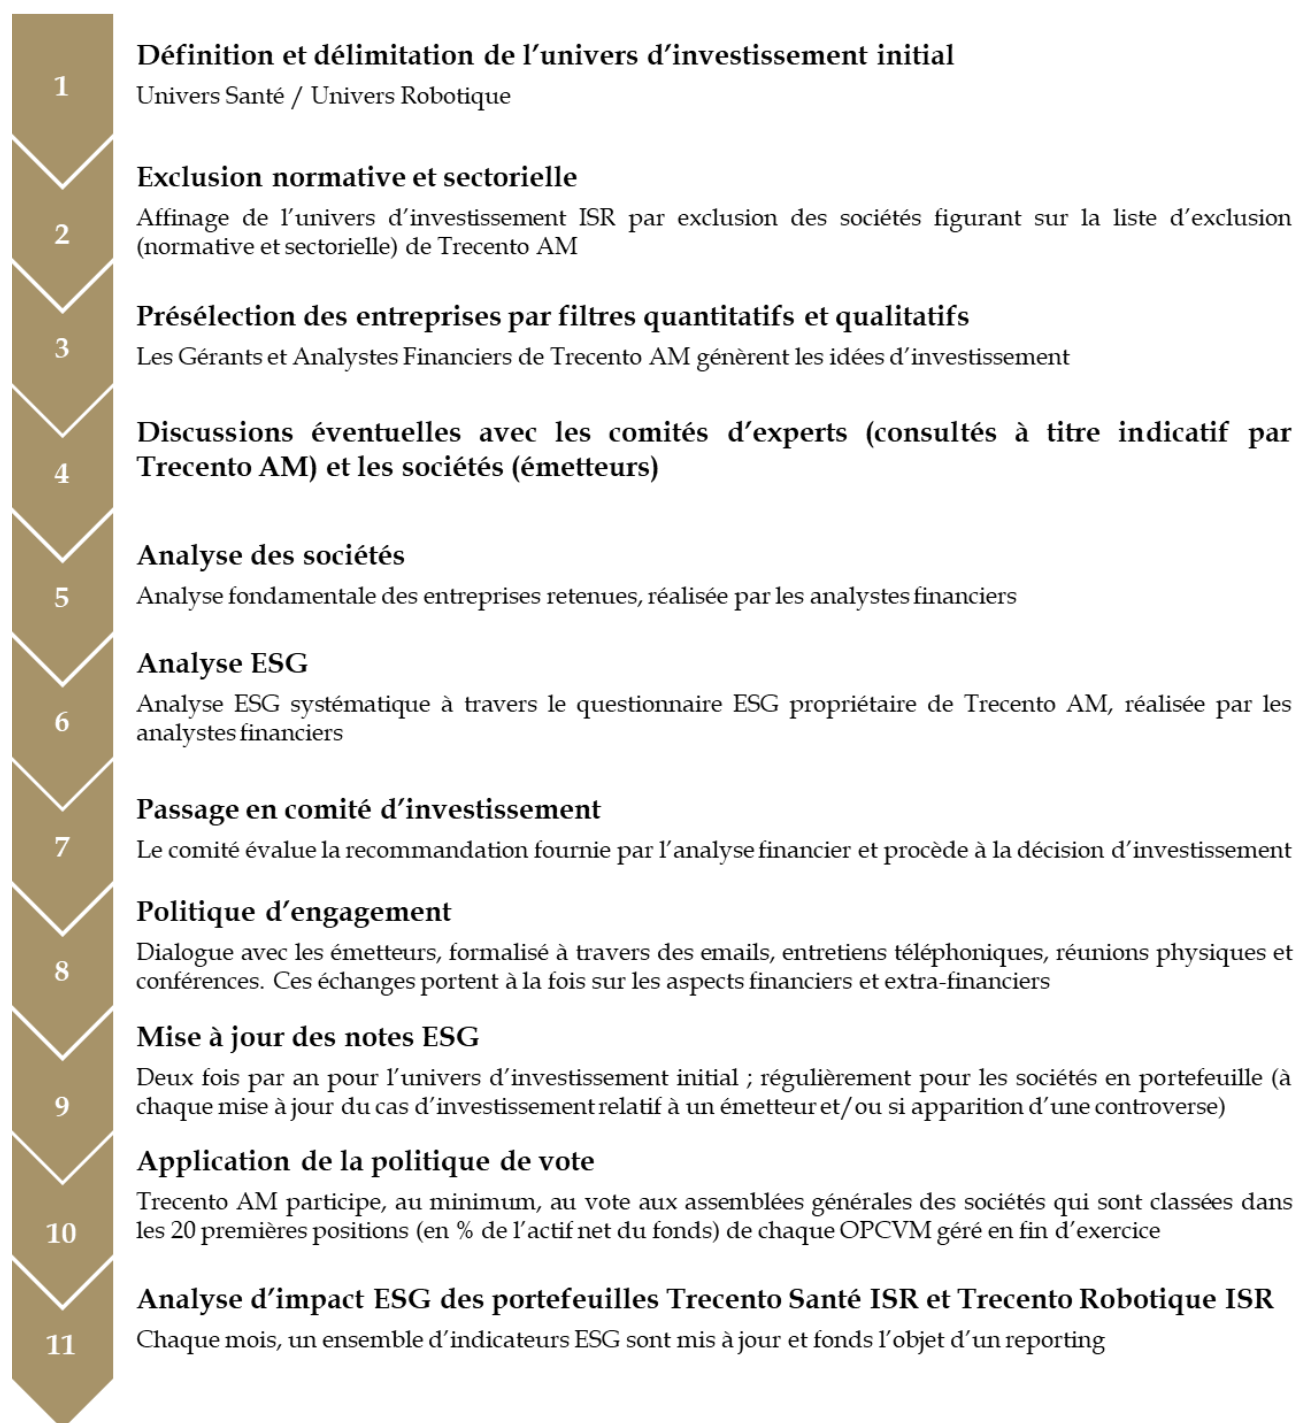 1
Définition et délimitation de l'univers d'investissement initial
Univers Santé / Univers Robotique
2
Exclusion normative et sectorielle
Affinage de l'univers d'investissement ISR par exclusion des sociétés figurant sur la liste d'exclusion
(normative et sectorielle) de Trecento AM
3
Présélection des entreprises par filtres quantitatifs et qualitatifs
Les Gérants et Analystes Financiers de Trecento AM génèrent les idées d'investissement
4
Discussions éventuelles avec les comités d'experts (consultés à titre indicatif par
Trecento AM) et les sociétés (émetteurs)
5
Analyse des sociétés
Analyse fondamentale des entreprises retenues, réalisée par les analystes financiers
6
Analyse ESG
Analyse ESG systématique à travers le questionnaire ESG propriétaire de Trecento AM, réalisée par les
analystes financiers
7
Passage en comité d'investissement
Le comité évalue la recommandation fournie par l'analyse financier et procède à la décision d'investissement
8
Politique d'engagement
Dialogue avec les émetteurs, formalisé à travers des emails, entretiens téléphoniques, réunions physiques et
conférences. Ces échanges portent à la fois sur les aspects financiers et extra-financiers
9
Mise à jour des notes ESG
Deux fois par an pour l'univers d'investissement initial ; régulièrement pour les sociétés en portefeuille (à
chaque mise à jour du cas d'investissement relatif à un émetteur et/ou si apparition d'une controverse)
10
Application de la politique de vote
Trecento AM participe, au minimum, au vote aux assemblées générales des sociétés qui sont classées dans
les 20 premières positions (en % de l'actif net du fonds) de chaque OPCVM géré en fin d'exercice
11
Analyse d'impact ESG des portefeuilles Trecento Santé ISR et Trecento Robotique ISR
Chaque mois, un ensemble d'indicateurs ESG sont mis à jour et fonds l'objet d'un reporting